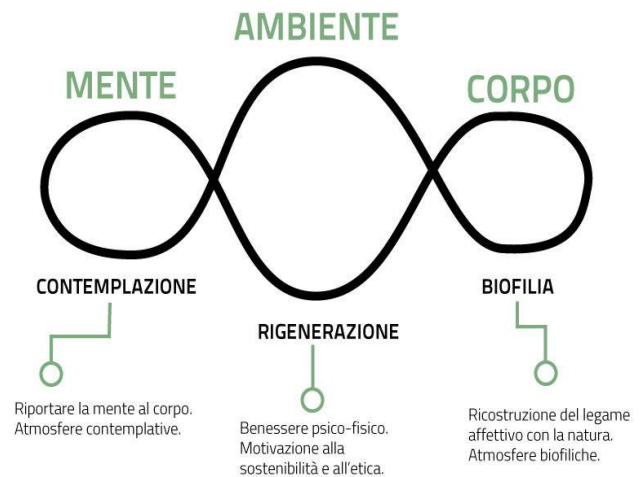 AMBIENTE
MENTE
CORPO
CONTEMPLAZIONE
RIGENERAZIONE
BIOFILIA
Riportare la mente al corpo.
Atmosfere contemplative.
Benessere psico-fisico.
Motivazione alla
sostenibilità e all'etica.
Ricostruzione del legame
affettivo con la natura.
Atmosfere biofiliche.